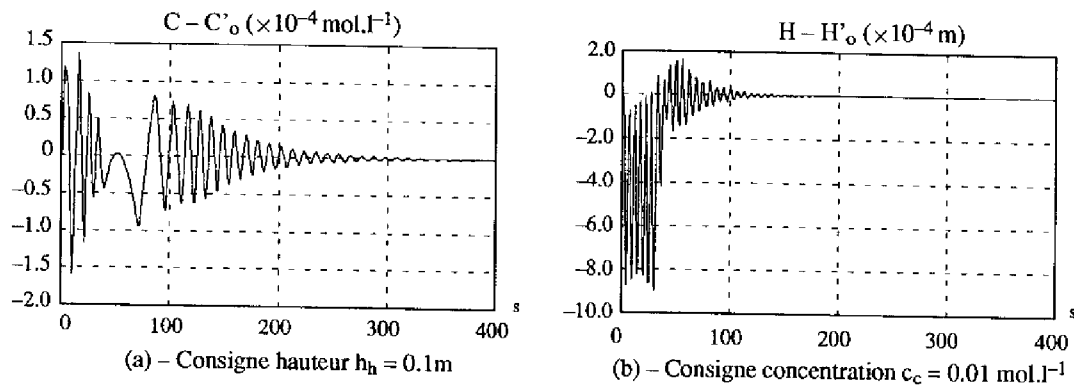 C – C'o (×10⁻⁴ mol.l⁻¹)
1.5
1.0
0.5
0
–0.5
–1.0
–1.5
–2.0
0 100 200 300 400
s
(a) – Consigne hauteur hh = 0.1m
H – H'o (×10⁻⁴ m)
2.0
0
–2.0
–4.0
–6.0
–8.0
–10.0
0 100 200 300 400
s
(b) – Consigne concentration cc = 0.01 mol.l⁻¹